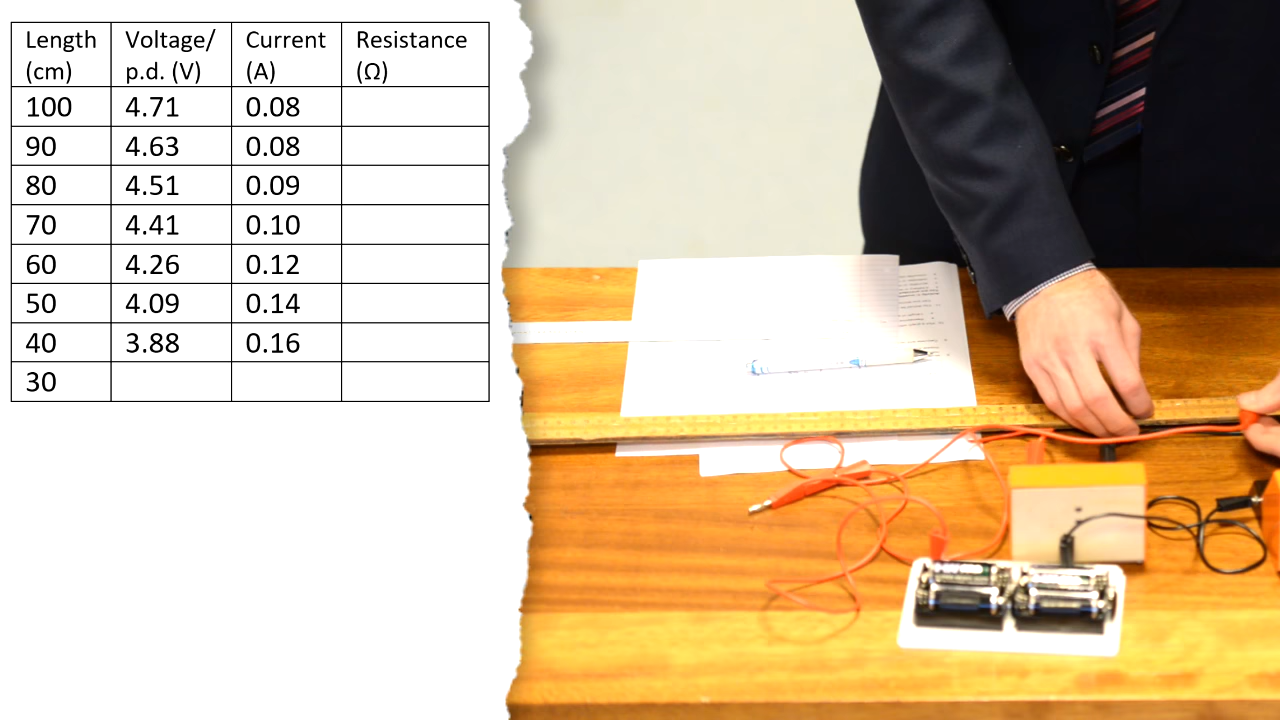 Length (cm) Voltage/ p.d. (V) Current (A) Resistance (Ω)
100 4.71 0.08
90 4.63 0.08
80 4.51 0.09
70 4.41 0.10
60 4.26 0.12
50 4.09 0.14
40 3.88 0.16
30